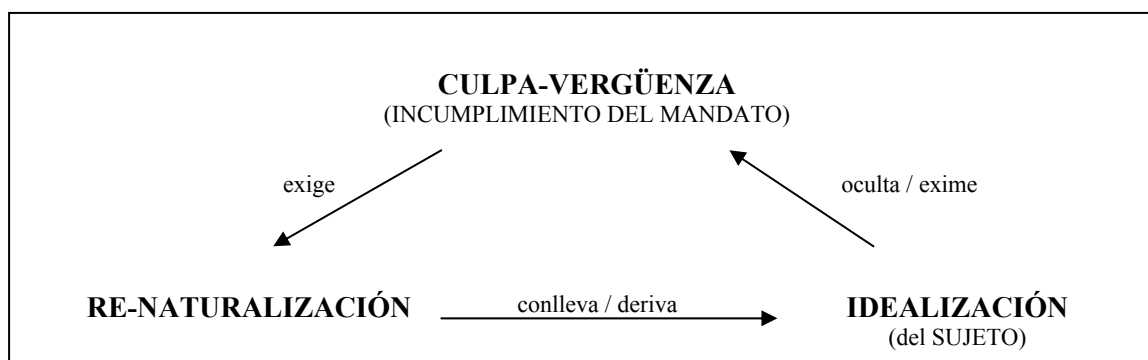 CULPA-VERGÜENZA
(INCUMPLIMIENTO DEL MANDATO)
exige
oculta / exime
RE-NATURALIZACIÓN
conlleva / deriva
IDEALIZACIÓN
(del SUJETO)